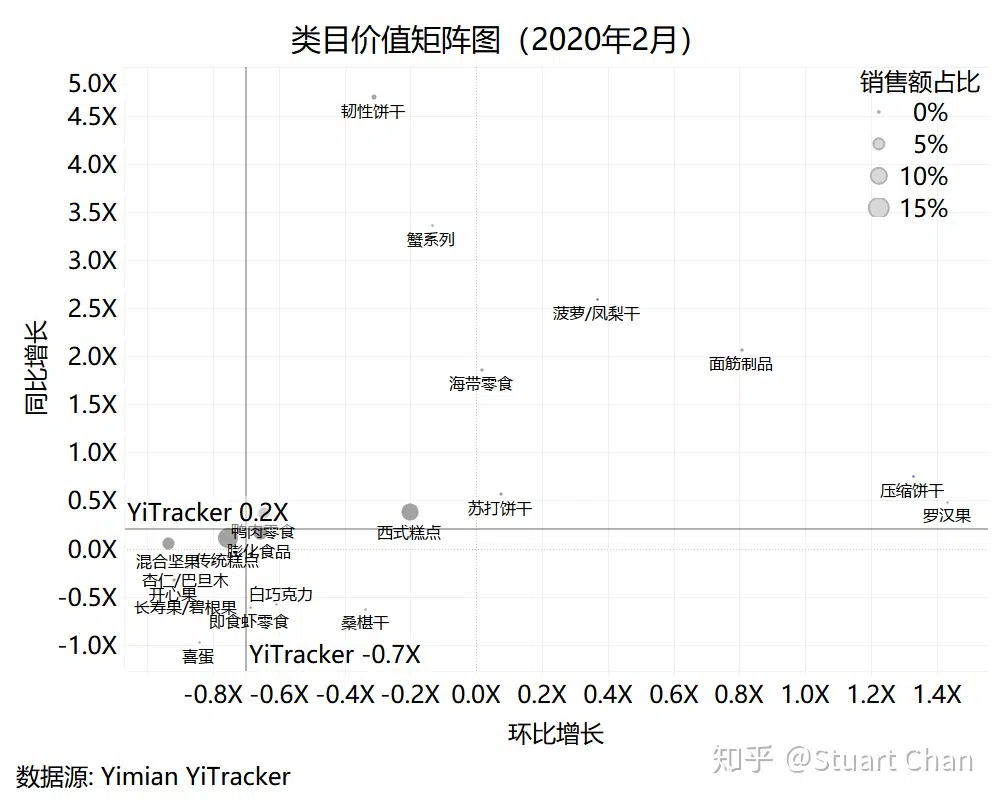 类目价值矩阵图（2020年2月）
销售额占比
0%
5%
10%
15%
同比增长
5.0X
4.5X
4.0X
3.5X
3.0X
2.5X
2.0X
1.5X
1.0X
0.5X
0.0X
-0.5X
-1.0X
韧性饼干
蟹系列
菠萝/凤梨干
面筋制品
海带零食
苏打饼干
压缩饼干
罗汉果
YiTracker 0.2X
鸭肉零食
西式糕点
膨化食品
混合坚果
传统糕点
杏仁/巴旦木
开心果
白巧克力
长寿果/碧根果
即食虾零食
桑椹干
喜蛋
YiTracker -0.7X
-0.8X -0.6X -0.4X -0.2X 0.0X 0.2X 0.4X 0.6X 0.8X 1.0X 1.2X 1.4X
环比增长
数据源: Yimian YiTracker
知乎 @Stuart Chan